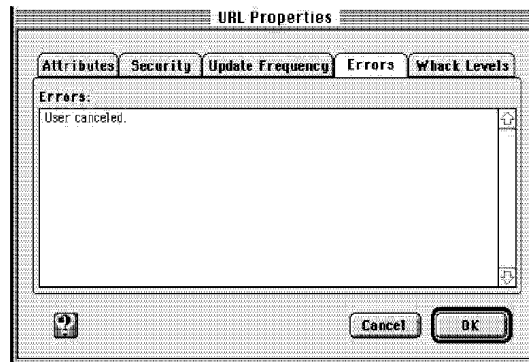 URL Properties
Attributes Security Update Frequency Errors Whack Levels
Errors:
User canceled.
?
Cancel OK